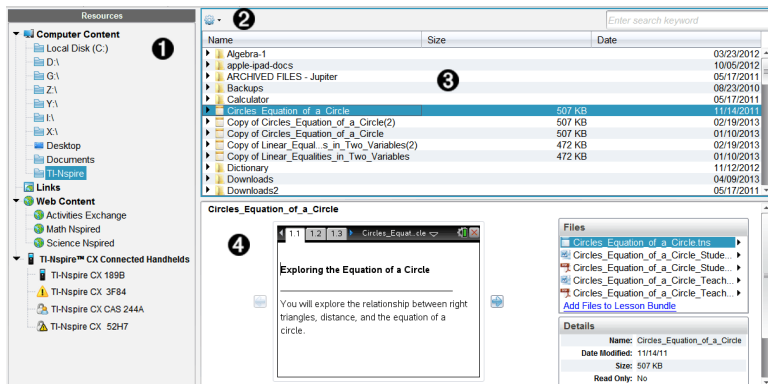 Resources
Computer Content
Local Disk (C:)
D:\
G:\
Z:\
Y:\
I:\
X:\
Desktop
Documents
TI-Nspire
Links
Web Content
Activities Exchange
Math Nspired
Science Nspired
TI-Nspire™ CX Connected Handhelds
TI-Nspire CX 189B
TI-Nspire CX 3F84
TI-Nspire CX CAS 244A
TI-Nspire CX 52H7
1
2
Enter search keyword
Name Size Date
Algebra-1 03/23/2012
apple-ipad-docs 10/05/2012
ARCHIVED FILES - Jupiter 05/17/2011
Backups 08/23/2010
Calculator 05/17/2011
Circles_Equation_of_a_Circle 507 KB 11/14/2011
Copy of Circles_Equation_of_a_Circle(2) 507 KB 02/19/2013
Copy of Circles_Equation_of_a_Circle 507 KB 01/10/2013
Copy of Linear_Equal...s_in_Two_Variables(2) 472 KB 02/19/2013
Copy of Linear_Equalities_in_Two_Variables 472 KB 01/10/2013
Dictionary 11/12/2012
Downloads 04/09/2013
Downloads2 05/17/2011
3
Circles_Equation_of_a_Circle
4
1.1 1.2 1.3 Circles_Equat..cle
Exploring the Equation of a Circle
You will explore the relationship between right
triangles, distance, and the equation of a
circle.
Files
Circles_Equation_of_a_Circle.tns
Circles_Equation_of_a_Circle_Stude...
Circles_Equation_of_a_Circle_Stude...
Circles_Equation_of_a_Circle_Teach...
Circles_Equation_of_a_Circle_Teach...
Add Files to Lesson Bundle
Details
Name: Circles_Equation_of_a_Circle
Date Modified: 11/14/11
Size: 507 KB
Read Only: No